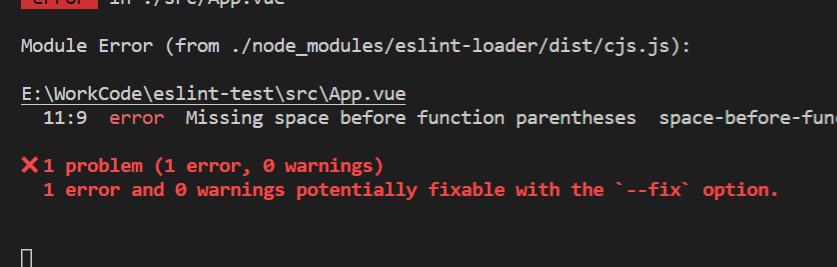 error in ./src/App.vue
Module Error (from ./node_modules/eslint-loader/dist/cjs.js):
E:\WorkCode\eslint-test\src\App.vue
11:9 error Missing space before function parentheses space-before-func
❌ 1 problem (1 error, 0 warnings)
1 error and 0 warnings potentially fixable with the `--fix` option.